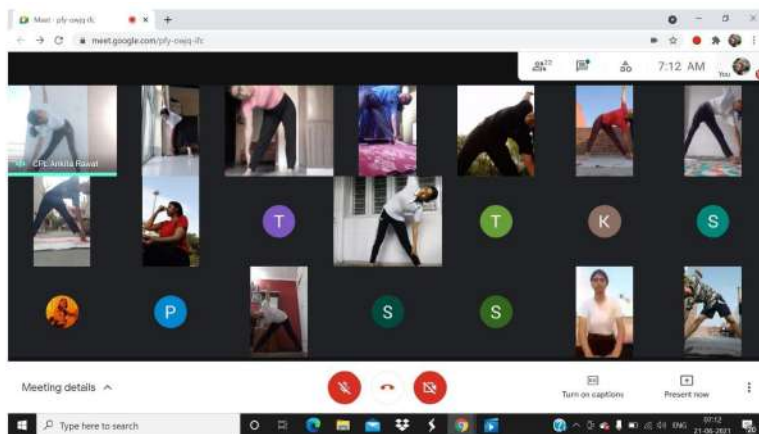 Meet - pfy-owjq-ifc
meet.google.com/pfy-owjq-ifc
22
7:12 AM
You
CPL Ankita Rawat
T
T
K
S
P
S
S
Meeting details
Turn on captions
Present now
Type here to search
ENG
07:12
21-06-2021
20